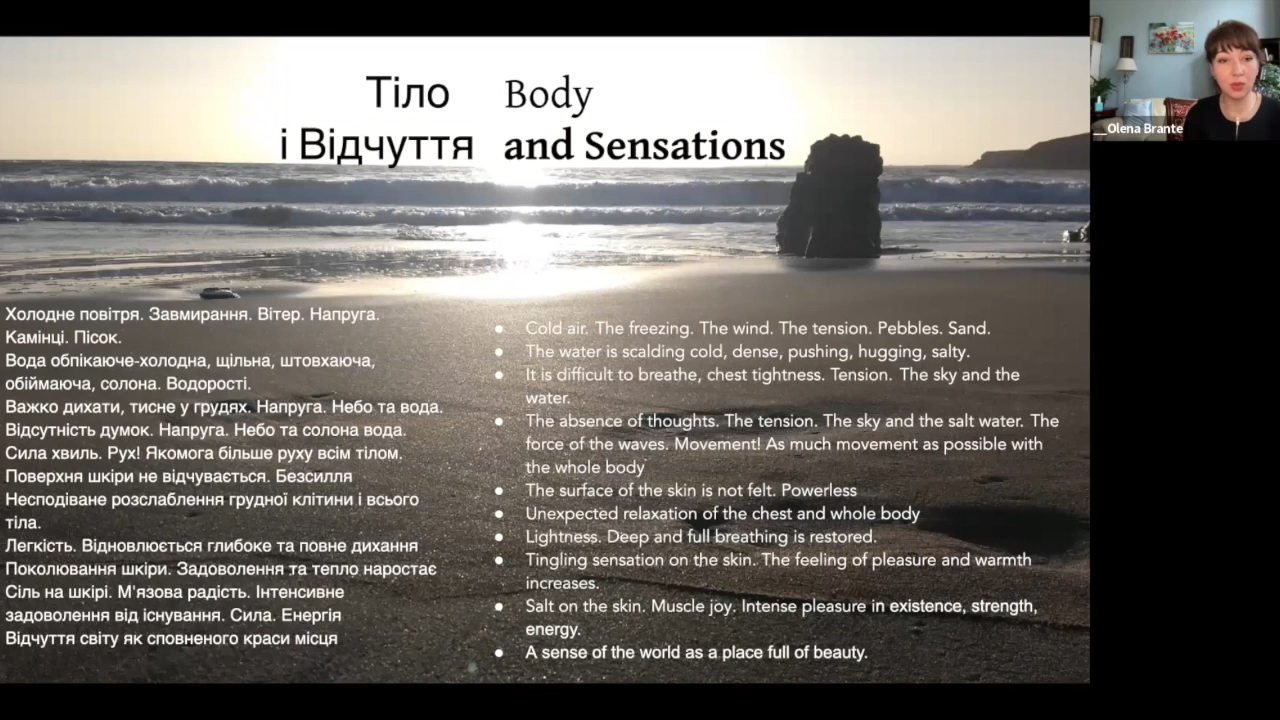 Тіло
і Відчуття
Body
and Sensations
Холодне повітря. Завмирання. Вітер. Напруга.
Камінці. Пісок.
Вода обпікаюче-холодна, щільна, штовхаюча,
обіймаюча, солона. Водорості.
Важко дихати, тисне у грудях. Напруга. Небо та вода.
Відсутність думок. Напруга. Небо та солона вода.
Сила хвиль. Рух! Якомога більше руху всім тілом.
Поверхня шкіри не відчувається. Безсилля
Несподіване розслаблення грудної клітини і всього
тіла.
Легкість. Відновлюється глибоке та повне дихання
Поколювання шкіри. Задоволення та тепло наростає
Сіль на шкірі. М'язова радість. Інтенсивне
задоволення від існування. Сила. Енергія
Відчуття світу як сповненого краси місця
● Cold air. The freezing. The wind. The tension. Pebbles. Sand.
● The water is scalding cold, dense, pushing, hugging, salty.
● It is difficult to breathe, chest tightness. Tension. The sky and the
water.
● The absence of thoughts. The tension. The sky and the salt water. The
force of the waves. Movement! As much movement as possible with
the whole body
● The surface of the skin is not felt. Powerless
● Unexpected relaxation of the chest and whole body
● Lightness. Deep and full breathing is restored.
● Tingling sensation on the skin. The feeling of pleasure and warmth
increases.
● Salt on the skin. Muscle joy. Intense pleasure in existence, strength,
energy.
● A sense of the world as a place full of beauty.
__Olena Brante